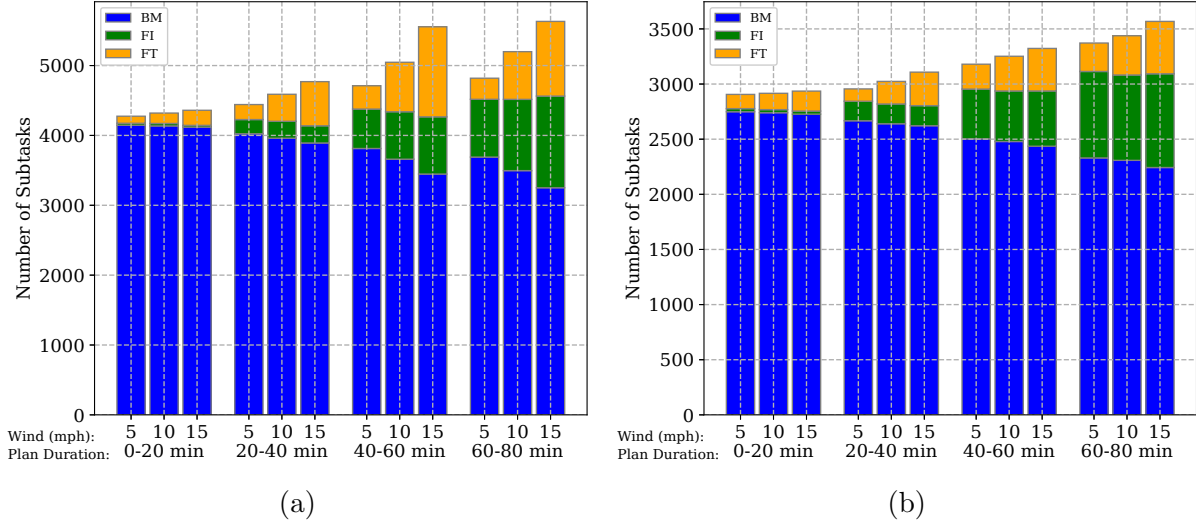 BM
FI
FT
Number of Subtasks
5000
4000
3000
2000
1000
0
Wind (mph): 5 10 15 5 10 15 5 10 15 5 10 15
Plan Duration: 0-20 min 20-40 min 40-60 min 60-80 min
(a)
BM
FI
FT
Number of Subtasks
3500
3000
2500
2000
1500
1000
500
0
Wind (mph): 5 10 15 5 10 15 5 10 15 5 10 15
Plan Duration: 0-20 min 20-40 min 40-60 min 60-80 min
(b)